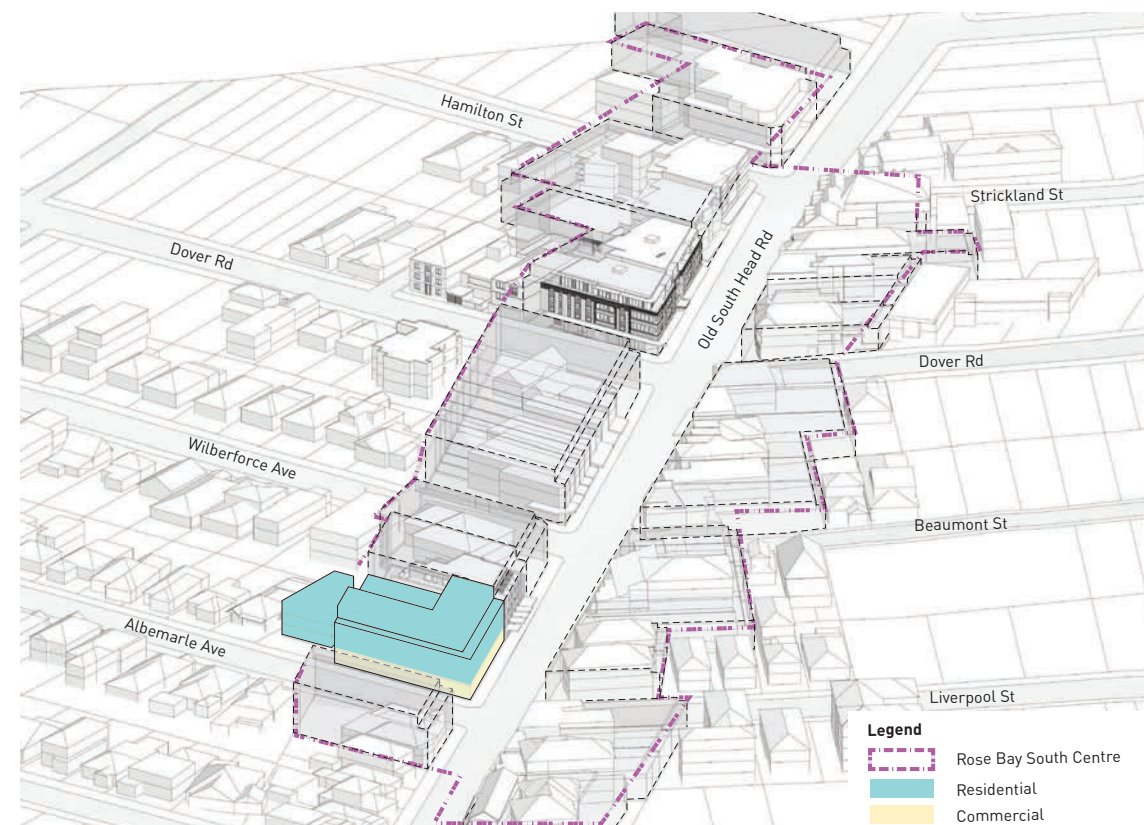 Hamilton St
Strickland St
Dover Rd
Old South Head Rd
Dover Rd
Wilberforce Ave
Beaumont St
Albemarle Ave
Liverpool St
Legend
Rose Bay South Centre
Residential
Commercial